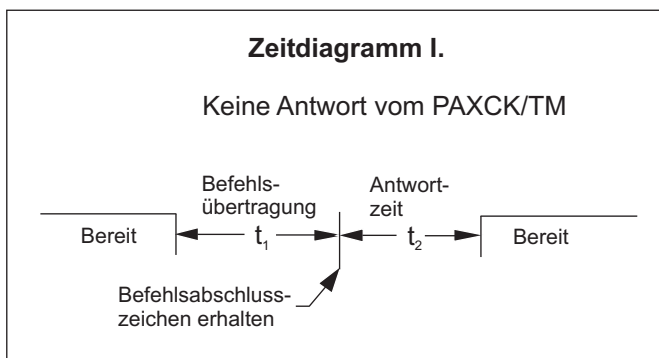 Zeitdiagramm I.
Keine Antwort vom PAXCK/TM
Befehls-
übertragung
Antwort-
zeit
Bereit
t₁
t₂
Bereit
Befehlsabschluss-
zeichen erhalten